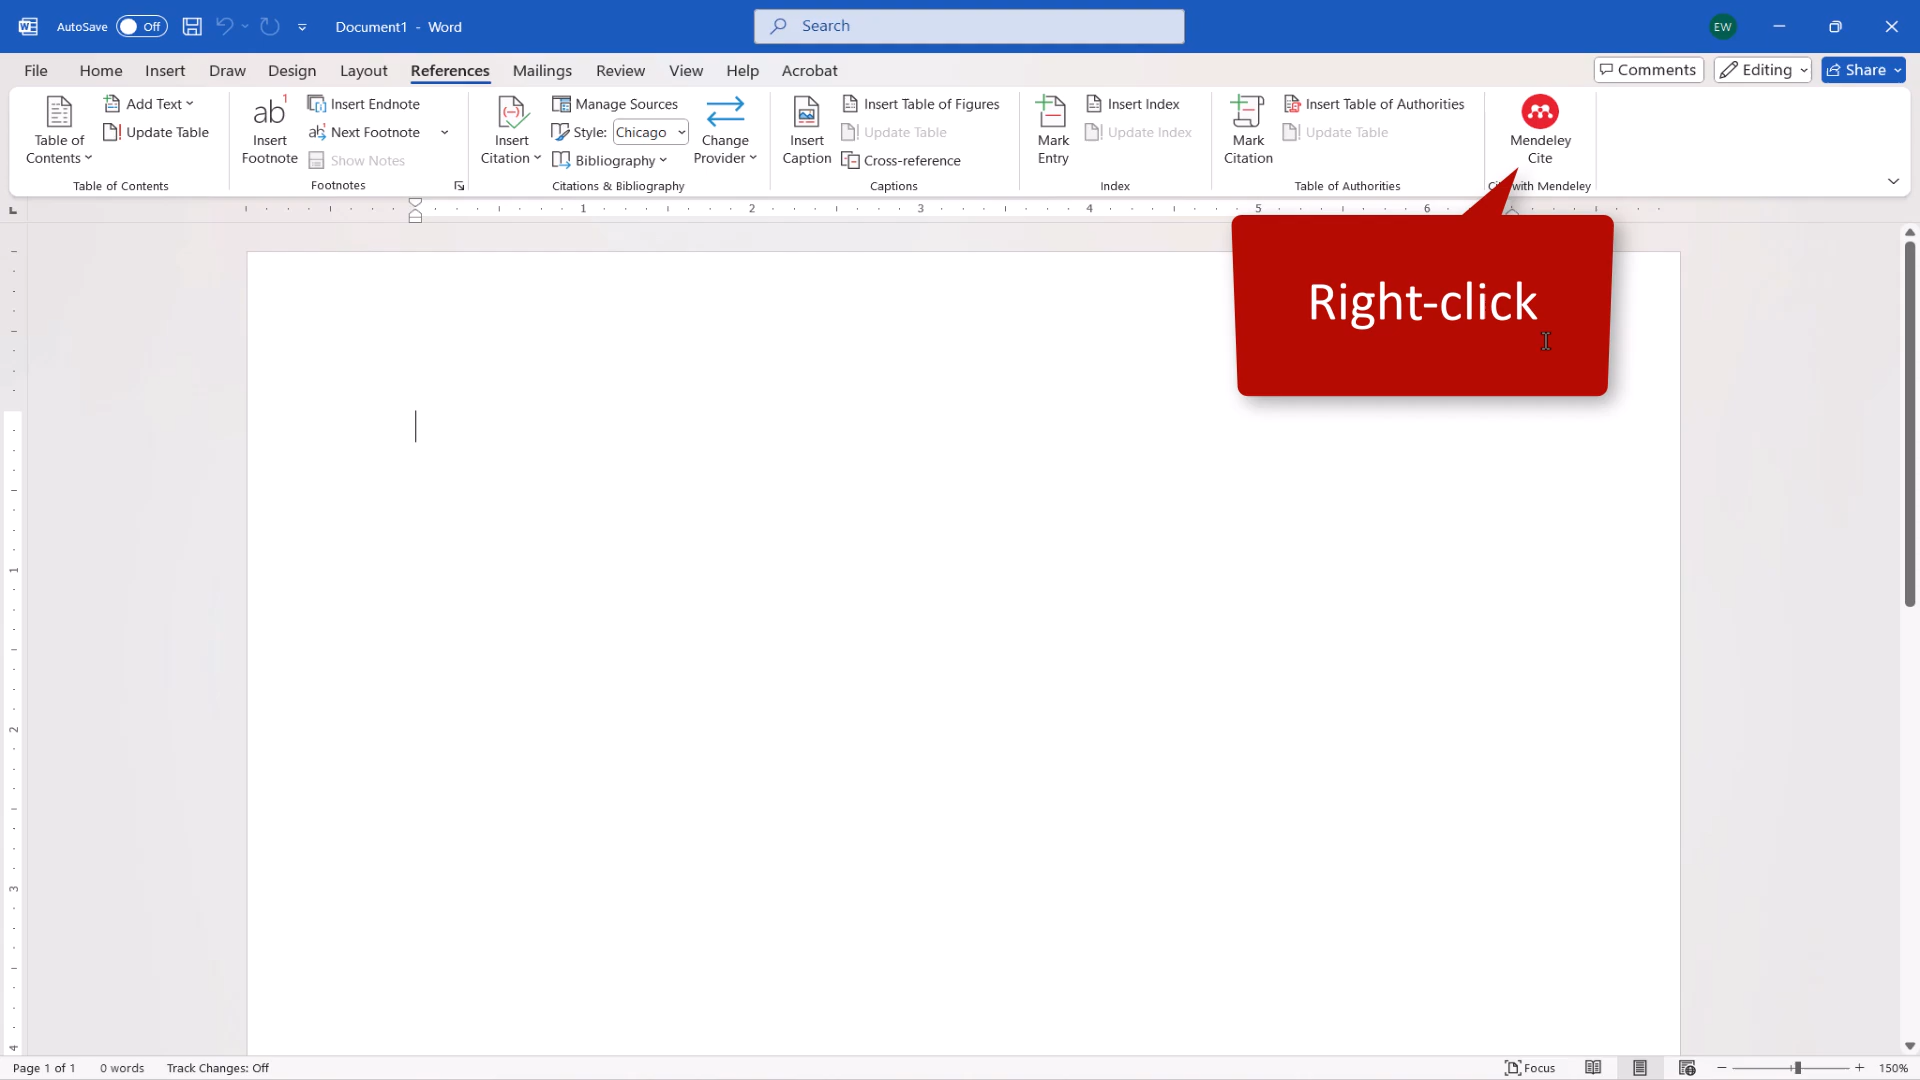 AutoSave Off Document1 - Word Search EW
File Home Insert Draw Design Layout References Mailings Review View Help Acrobat Comments Editing Share
Table of Contents
Add Text
Update Table
Table of Contents
ab1
Insert Footnote
Insert Endnote
Next Footnote
Show Notes
Footnotes
Insert Citation
Manage Sources
Style: Chicago
Bibliography
Change Provider
Citations & Bibliography
Insert Caption
Insert Table of Figures
Update Table
Cross-reference
Captions
Mark Entry
Insert Index
Update Index
Index
Mark Citation
Insert Table of Authorities
Update Table
Table of Authorities
Mendeley Cite
with Mendeley
1 2 3 4 5 6
Right-click
1
2
3
4
Page 1 of 1 0 words Track Changes: Off Focus 150%